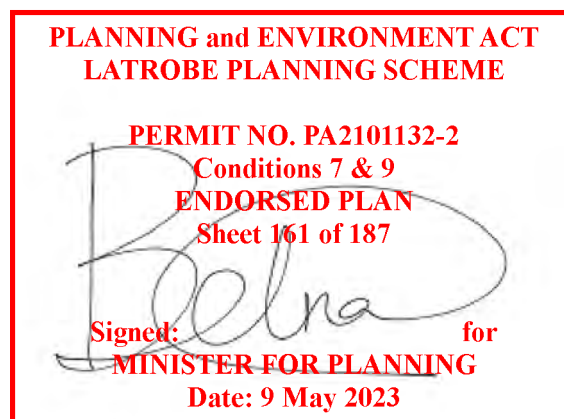 PLANNING and ENVIRONMENT ACT
LATROBE PLANNING SCHEME
PERMIT NO. PA2101132-2
Conditions 7 & 9
ENDORSED PLAN
Sheet 161 of 187
Signed: for
MINISTER FOR PLANNING
Date: 9 May 2023